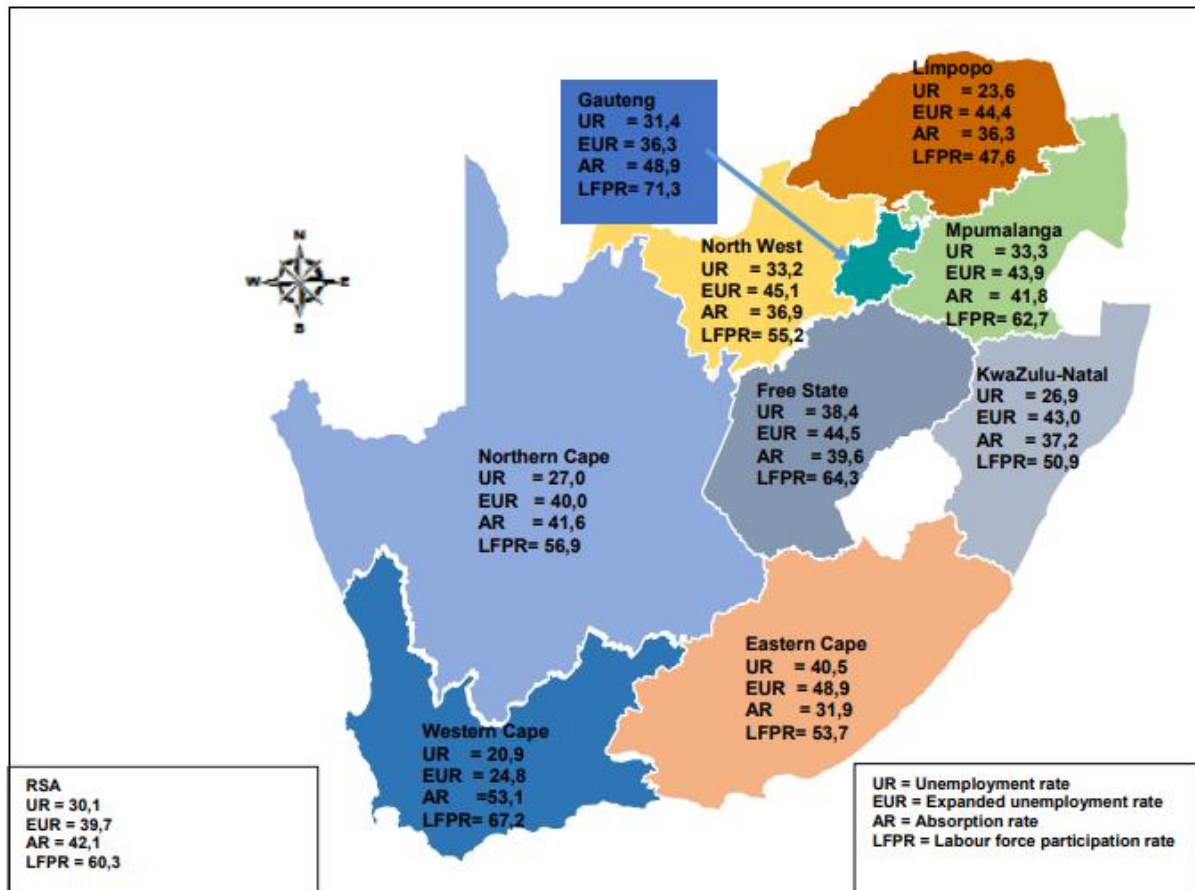 Limpopo
UR = 23,6
EUR = 44,4
AR = 36,3
LFPR= 47,6
Gauteng
UR = 31,4
EUR = 36,3
AR = 48,9
LFPR= 71,3
North West
UR = 33,2
EUR = 45,1
AR = 36,9
LFPR= 55,2
Mpumalanga
UR = 33,3
EUR = 43,9
AR = 41,8
LFPR= 62,7
N
W
E
S
Free State
UR = 38,4
EUR = 44,5
AR = 39,6
LFPR= 64,3
KwaZulu-Natal
UR = 26,9
EUR = 43,0
AR = 37,2
LFPR= 50,9
Northern Cape
UR = 27,0
EUR = 40,0
AR = 41,6
LFPR= 56,9
Eastern Cape
UR = 40,5
EUR = 48,9
AR = 31,9
LFPR= 53,7
Western Cape
UR = 20,9
EUR = 24,8
AR =53,1
LFPR= 67,2
RSA
UR = 30,1
EUR = 39,7
AR = 42,1
LFPR = 60,3
UR = Unemployment rate
EUR = Expanded unemployment rate
AR = Absorption rate
LFPR = Labour force participation rate